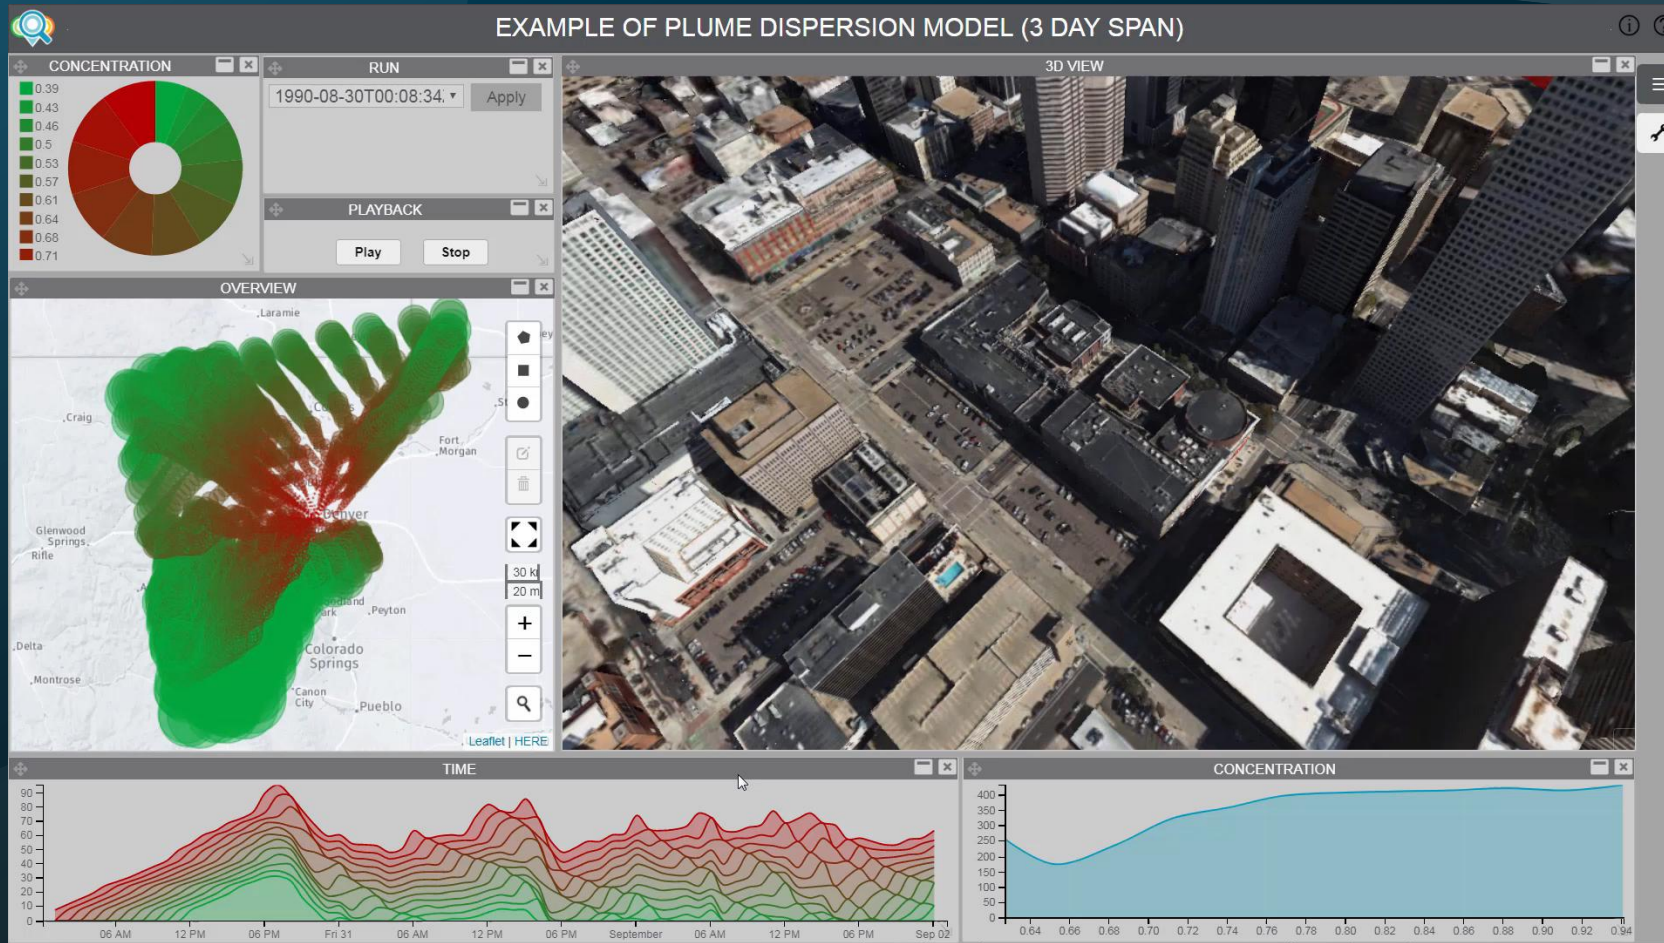 EXAMPLE OF PLUME DISPERSION MODEL (3 DAY SPAN)
CONCENTRATION
0.39
0.43
0.46
0.5
0.53
0.57
0.61
0.64
0.68
0.71
RUN
1990-08-30T00:08:34.
Apply
PLAYBACK
Play
Stop
OVERVIEW
Laramie
Craig
Fort
Morgan
Denver
Glenwood
Springs
Rifle
Peyton
Delta
Colorado
Springs
Montrose
Canon
City
Pueblo
30 k
20 m
+
−
Leaflet | HERE
3D VIEW
TIME
90
80
70
60
50
40
30
20
10
0
06 AM
12 PM
06 PM
Fri 31
06 AM
12 PM
06 PM
September
06 AM
12 PM
06 PM
Sep 02
CONCENTRATION
400
350
300
250
200
150
100
50
0
0.64
0.66
0.68
0.70
0.72
0.74
0.76
0.78
0.80
0.82
0.84
0.86
0.88
0.90
0.92
0.94